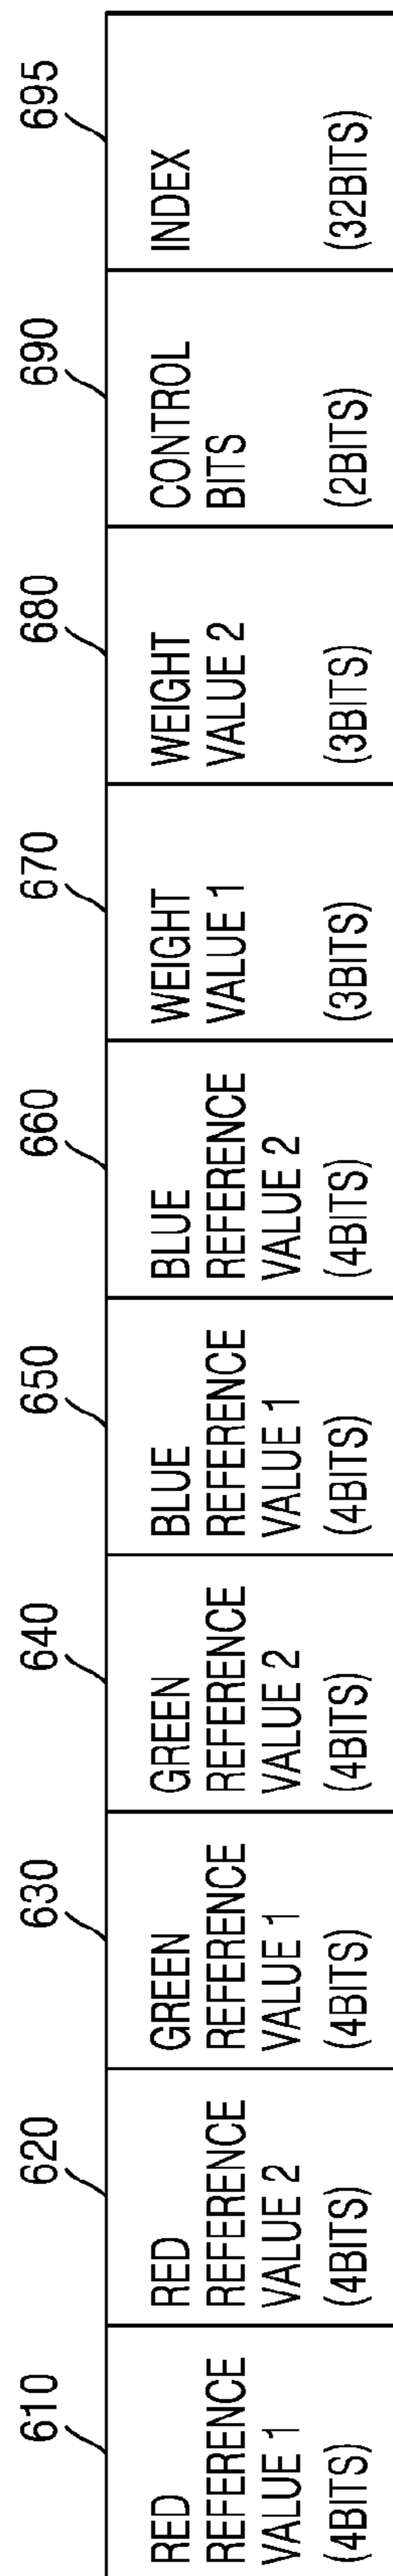 610
RED
REFERENCE
VALUE 1
(4BITS)
620
RED
REFERENCE
VALUE 2
(4BITS)
630
GREEN
REFERENCE
VALUE 1
(4BITS)
640
GREEN
REFERENCE
VALUE 2
(4BITS)
650
BLUE
REFERENCE
VALUE 1
(4BITS)
660
BLUE
REFERENCE
VALUE 2
(4BITS)
670
WEIGHT
VALUE 1
(3BITS)
680
WEIGHT
VALUE 2
(3BITS)
690
CONTROL
BITS
(2BITS)
695
INDEX
(32BITS)